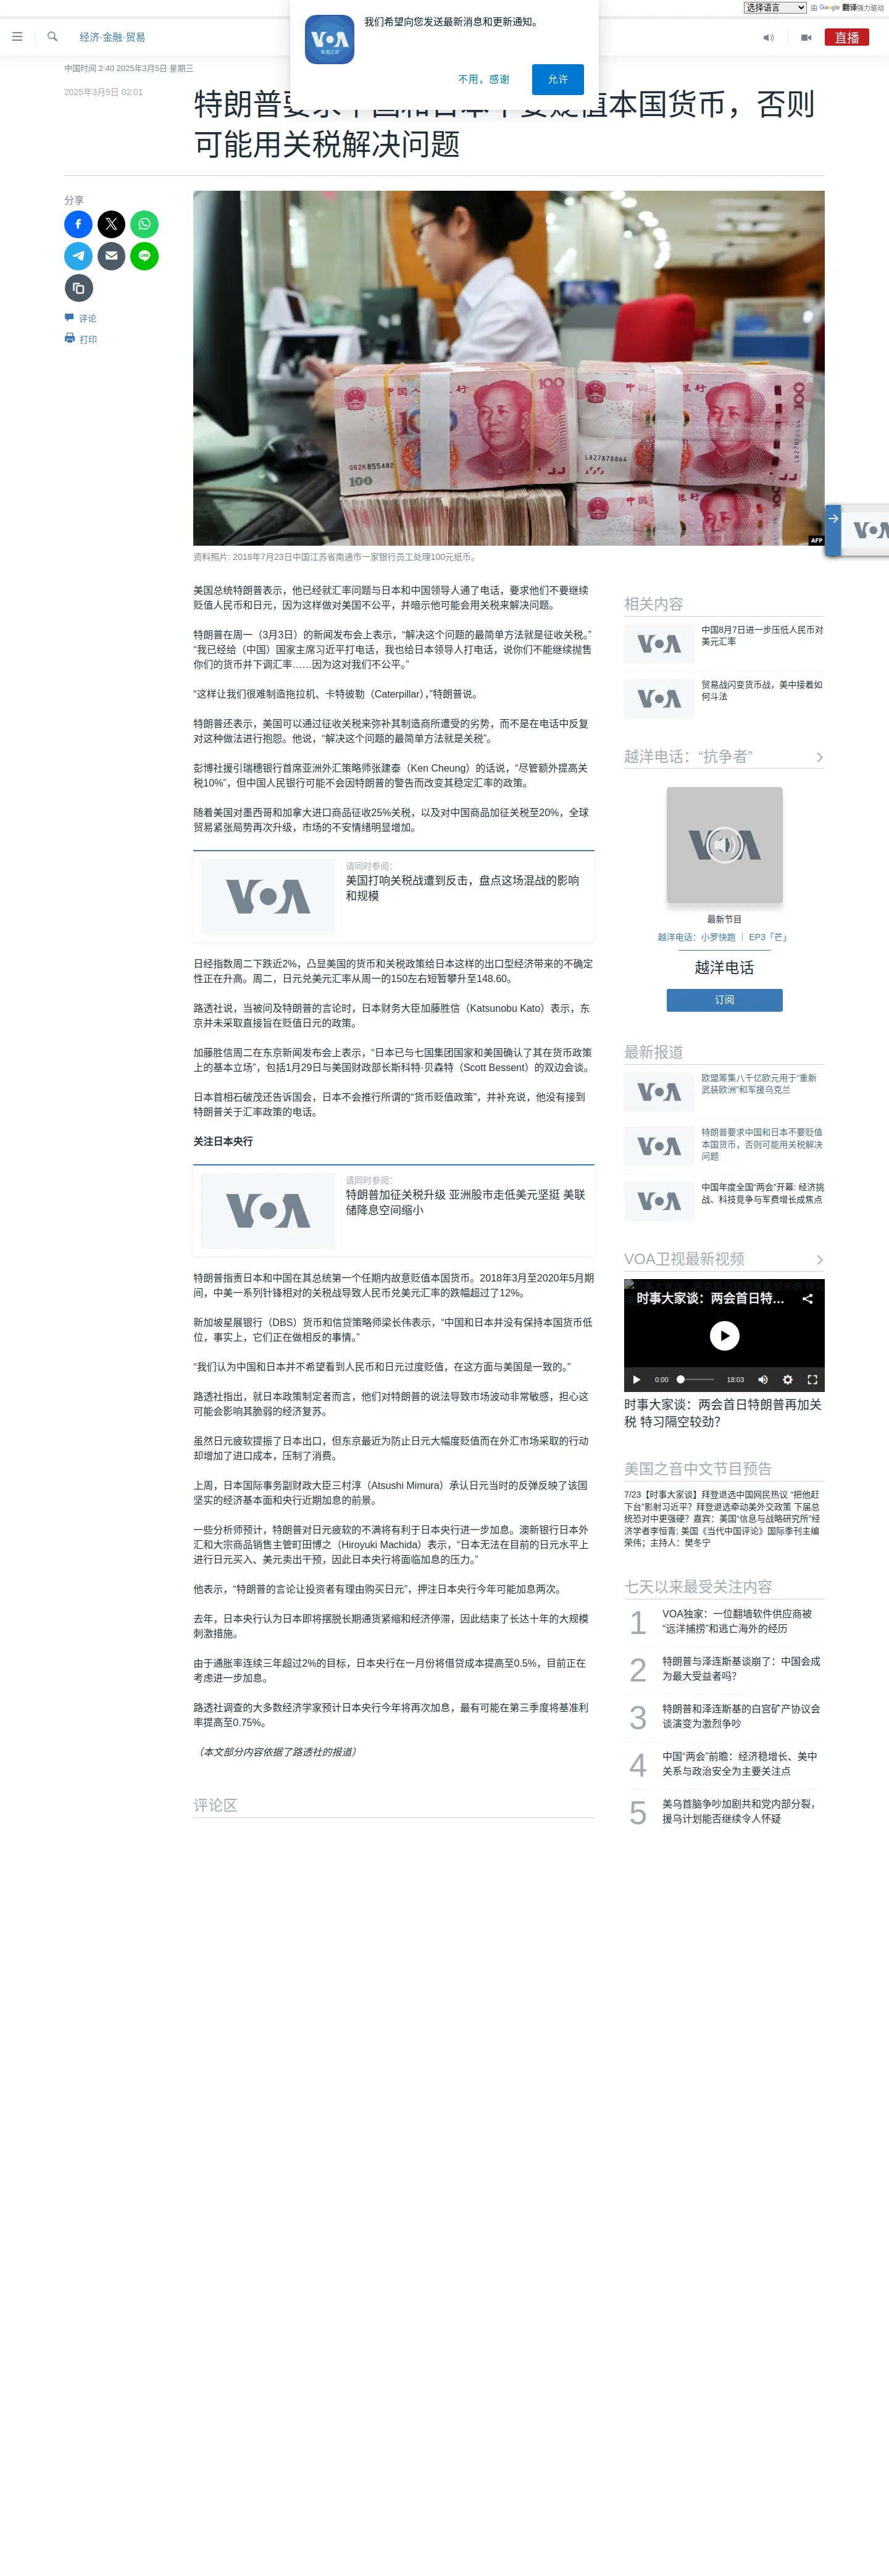 选择语言
由 Google 翻译强力驱动
我们希望向您发送最新消息和更新通知。
VOA
美国之音
不用，感谢
允许
经济·金融·贸易
直播
中国时间 2:40 2025年3月5日 星期三
2025年3月5日 02:01
特朗普要求中国和日本不要贬值本国货币，否则
可能用关税解决问题
分享
评论
打印
中国人民银行
100
Q62K855482
100
LR27878864
100
AFP
资料照片: 2018年7月23日中国江苏省南通市一家银行员工处理100元纸币。
美国总统特朗普表示，他已经就汇率问题与日本和中国领导人通了电话，要求他们不要继续
贬值人民币和日元，因为这样做对美国不公平，并暗示他可能会用关税来解决问题。
特朗普在周一（3月3日）的新闻发布会上表示，“解决这个问题的最简单方法就是征收关税。”
“我已经给（中国）国家主席习近平打电话，我也给日本领导人打电话，说你们不能继续抛售
你们的货币并下调汇率……因为这对我们不公平。”
“这样让我们很难制造拖拉机、卡特彼勒（Caterpillar），”特朗普说。
特朗普还表示，美国可以通过征收关税来弥补其制造商所遭受的劣势，而不是在电话中反复
对这种做法进行抱怨。他说，“解决这个问题的最简单方法就是关税”。
彭博社援引瑞穗银行首席亚洲外汇策略师张建泰（Ken Cheung）的话说，“尽管额外提高关
税10%”，但中国人民银行可能不会因特朗普的警告而改变其稳定汇率的政策。
随着美国对墨西哥和加拿大进口商品征收25%关税，以及对中国商品加征关税至20%，全球
贸易紧张局势再次升级，市场的不安情绪明显增加。
VOA
请同时参阅：
美国打响关税战遭到反击，盘点这场混战的影响
和规模
日经指数周二下跌近2%，凸显美国的货币和关税政策给日本这样的出口型经济带来的不确定
性正在升高。周二，日元兑美元汇率从周一的150左右短暂攀升至148.60。
路透社说，当被问及特朗普的言论时，日本财务大臣加藤胜信（Katsunobu Kato）表示，东
京并未采取直接旨在贬值日元的政策。
加藤胜信周二在东京新闻发布会上表示，“日本已与七国集团国家和美国确认了其在货币政策
上的基本立场”，包括1月29日与美国财政部长斯科特·贝森特（Scott Bessent）的双边会谈。
日本首相石破茂还告诉国会，日本不会推行所谓的“货币贬值政策”，并补充说，他没有接到
特朗普关于汇率政策的电话。
关注日本央行
VOA
请同时参阅：
特朗普加征关税升级 亚洲股市走低美元坚挺 美联
储降息空间缩小
特朗普指责日本和中国在其总统第一个任期内故意贬值本国货币。2018年3月至2020年5月期
间，中美一系列针锋相对的关税战导致人民币兑美元汇率的跌幅超过了12%。
新加坡星展银行（DBS）货币和信贷策略师梁长伟表示，“中国和日本并没有保持本国货币低
位，事实上，它们正在做相反的事情。”
“我们认为中国和日本并不希望看到人民币和日元过度贬值，在这方面与美国是一致的。”
路透社指出，就日本政策制定者而言，他们对特朗普的说法导致市场波动非常敏感，担心这
可能会影响其脆弱的经济复苏。
虽然日元疲软提振了日本出口，但东京最近为防止日元大幅度贬值而在外汇市场采取的行动
却增加了进口成本，压制了消费。
上周，日本国际事务副财政大臣三村淳（Atsushi Mimura）承认日元当时的反弹反映了该国
坚实的经济基本面和央行近期加息的前景。
一些分析师预计，特朗普对日元疲软的不满将有利于日本央行进一步加息。澳新银行日本外
汇和大宗商品销售主管町田博之（Hiroyuki Machida）表示，“日本无法在目前的日元水平上
进行日元买入、美元卖出干预，因此日本央行将面临加息的压力。”
他表示，“特朗普的言论让投资者有理由购买日元”，押注日本央行今年可能加息两次。
去年，日本央行认为日本即将摆脱长期通货紧缩和经济停滞，因此结束了长达十年的大规模
刺激措施。
由于通胀率连续三年超过2%的目标，日本央行在一月份将借贷成本提高至0.5%，目前正在
考虑进一步加息。
路透社调查的大多数经济学家预计日本央行今年将再次加息，最有可能在第三季度将基准利
率提高至0.75%。
（本文部分内容依据了路透社的报道）
评论区
VOA
相关内容
VOA
中国8月7日进一步压低人民币对
美元汇率
VOA
贸易战闪变货币战，美中接着如
何斗法
越洋电话：“抗争者”
VOA
最新节目
越洋电话：小罗快跑 ︱ EP3「芒」
越洋电话
订阅
最新报道
VOA
欧盟筹集八千亿欧元用于“重新
武装欧洲”和军援乌克兰
VOA
特朗普要求中国和日本不要贬值
本国货币，否则可能用关税解决
问题
VOA
中国年度全国“两会”开幕: 经济挑
战、科技竞争与军费增长成焦点
VOA卫视最新视频
时事大家谈：两会首日特…
0:00
18:03
时事大家谈：两会首日特朗普再加关
税 特习隔空较劲？
美国之音中文节目预告
7/23【时事大家谈】拜登退选中国网民热议 “把他赶
下台”影射习近平？拜登退选牵动美外交政策 下届总
统恐对中更强硬？嘉宾：美国“信息与战略研究所”经
济学者李恒青; 美国《当代中国评论》国际季刊主编
荣伟；主持人：樊冬宁
七天以来最受关注内容
1
VOA独家：一位翻墙软件供应商被
“远洋捕捞”和逃亡海外的经历
2
特朗普与泽连斯基谈崩了：中国会成
为最大受益者吗？
3
特朗普和泽连斯基的白宫矿产协议会
谈演变为激烈争吵
4
中国“两会”前瞻：经济稳增长、美中
关系与政治安全为主要关注点
5
美乌首脑争吵加剧共和党内部分裂，
援乌计划能否继续令人怀疑